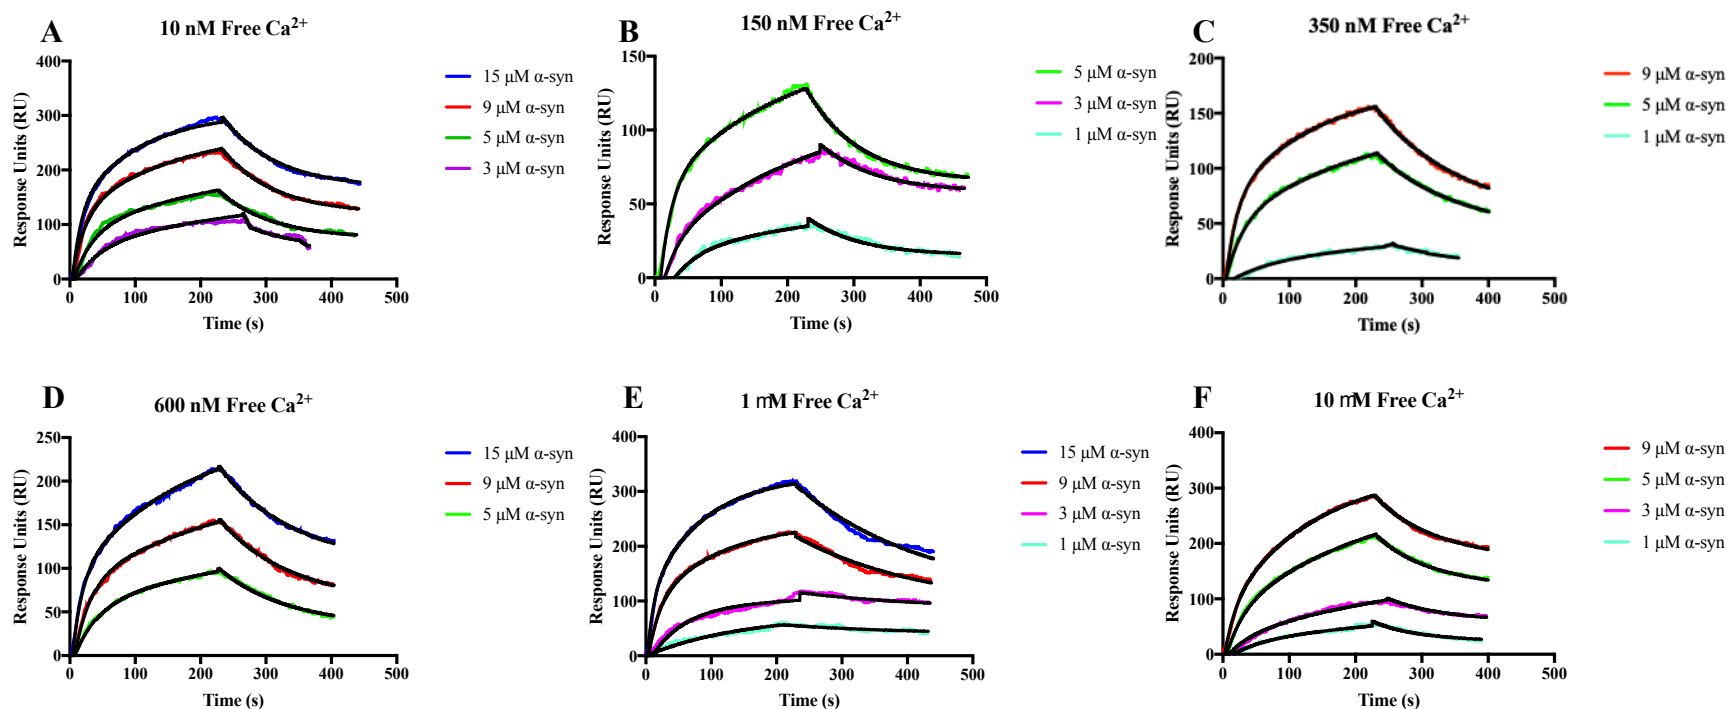 A
10 nM Free Ca²⁺
400
300
200
100
0
0 100 200 300 400 500
Response Units (RU)
Time (s)
15 μM α-syn
9 μM α-syn
5 μM α-syn
3 μM α-syn
B
150 nM Free Ca²⁺
150
100
50
0
0 100 200 300 400 500
Response Units (RU)
Time (s)
5 μM α-syn
3 μM α-syn
1 μM α-syn
C
350 nM Free Ca²⁺
200
150
100
50
0
0 100 200 300 400 500
Response Units (RU)
Time (s)
9 μM α-syn
5 μM α-syn
1 μM α-syn
D
600 nM Free Ca²⁺
250
200
150
100
50
0
0 100 200 300 400 500
Response Units (RU)
Time (s)
15 μM α-syn
9 μM α-syn
5 μM α-syn
E
1 mM Free Ca²⁺
400
300
200
100
0
0 100 200 300 400 500
Response Units (RU)
Time (s)
15 μM α-syn
9 μM α-syn
3 μM α-syn
1 μM α-syn
F
10 mM Free Ca²⁺
400
300
200
100
0
0 100 200 300 400 500
Response Units (RU)
Time (s)
9 μM α-syn
5 μM α-syn
3 μM α-syn
1 μM α-syn